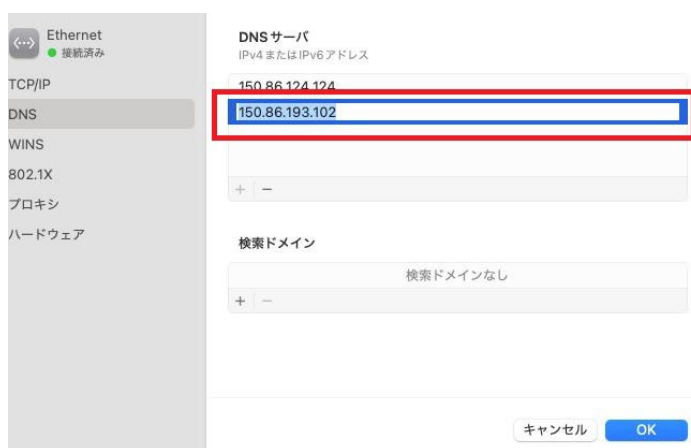 Ethernet
接続済み
TCP/IP
DNS
WINS
802.1X
プロキシ
ハードウェア
DNSサーバ
IPv4またはIPv6アドレス
150.86.124.124
150.86.193.102
+ −
検索ドメイン
検索ドメインなし
+ −
キャンセル OK